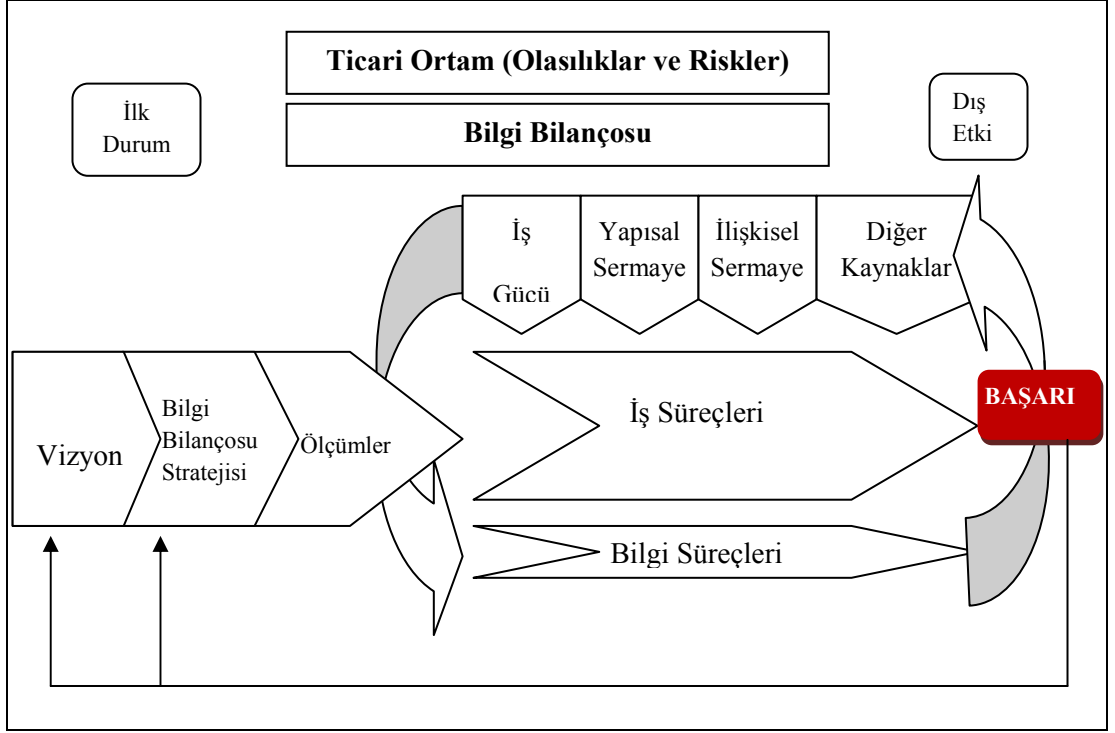 Ticari Ortam (Olasılıklar ve Riskler)
İlk
Durum
Bilgi Bilançosu
Dış
Etki
İş
Gücü
Yapısal
Sermaye
İlişkisel
Sermaye
Diğer
Kaynaklar
Vizyon
Bilgi
Bilançosu
Stratejisi
Ölçümler
İş Süreçleri
BAŞARI
Bilgi Süreçleri